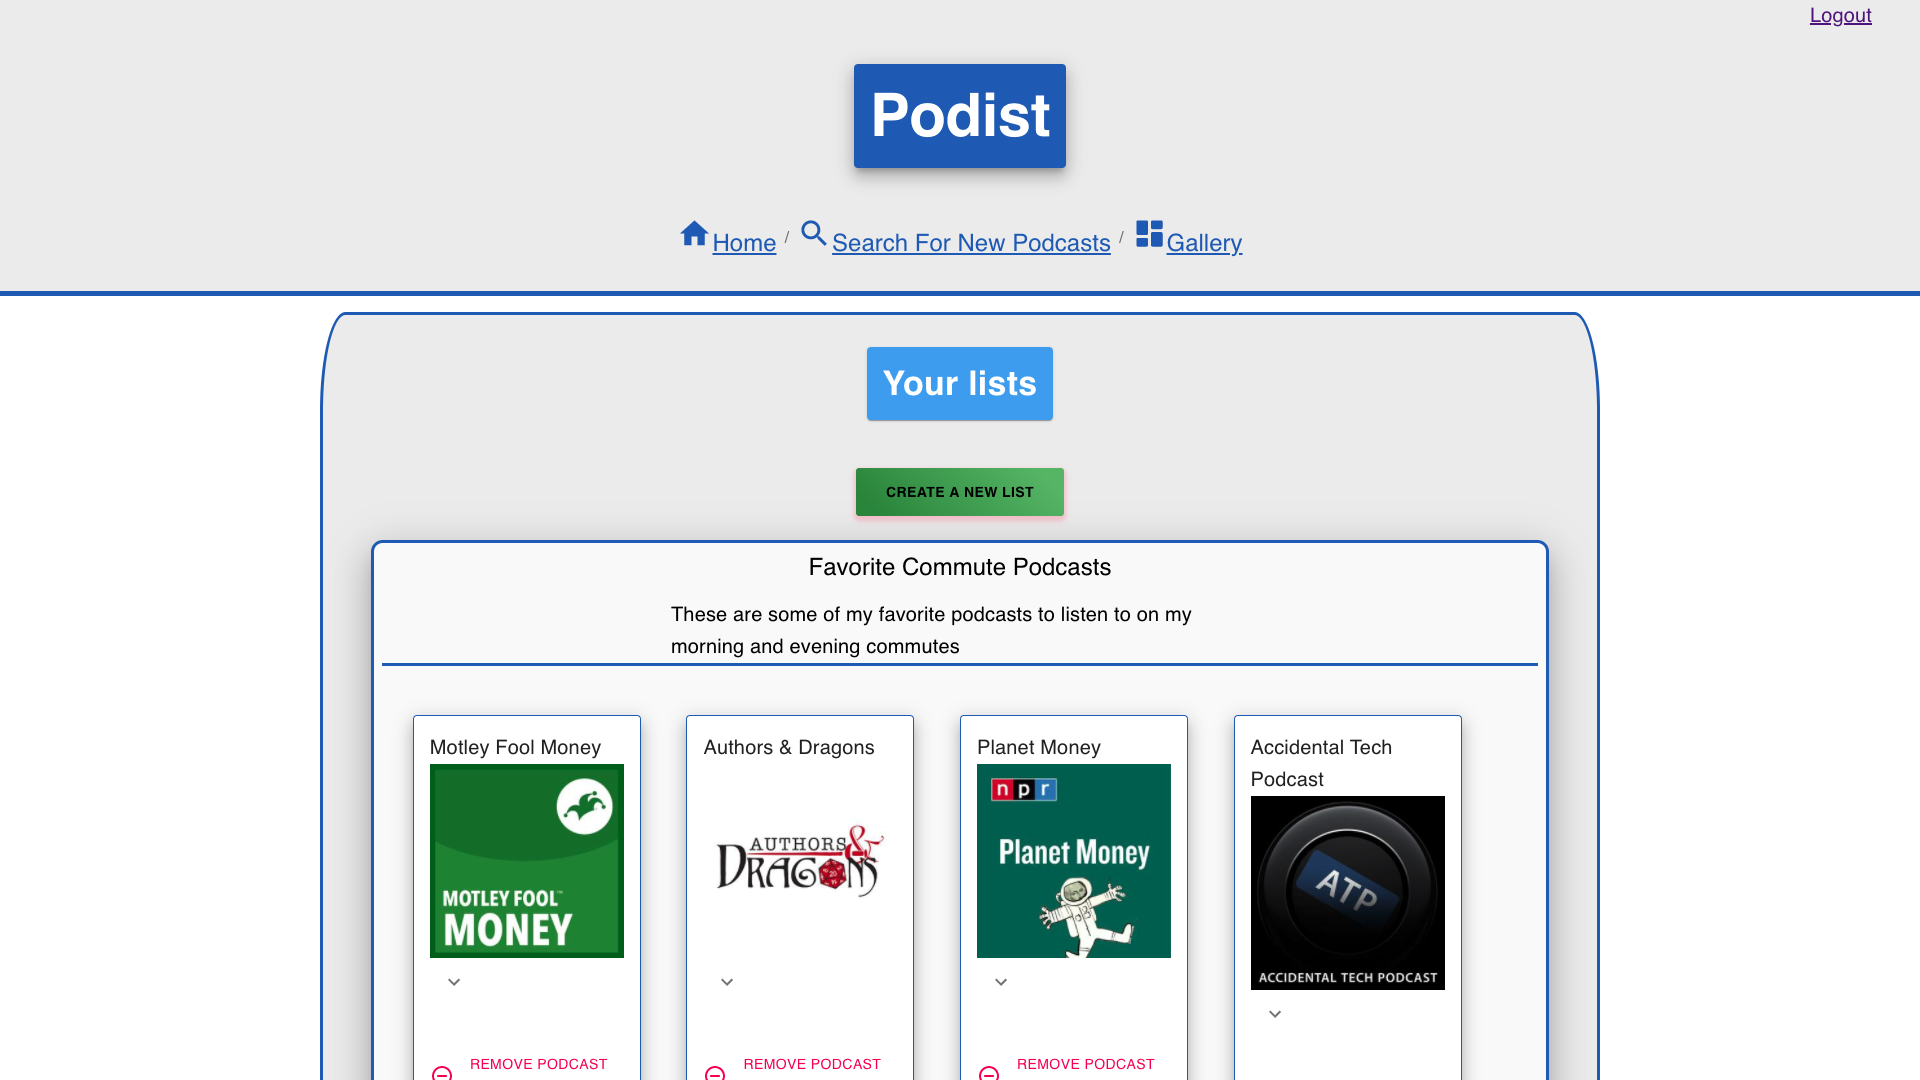 Logout
Podist
Home / Search For New Podcasts / Gallery
Your lists
CREATE A NEW LIST
Favorite Commute Podcasts
These are some of my favorite podcasts to listen to on my
morning and evening commutes
Motley Fool Money
MOTLEY FOOL™
MONEY
REMOVE PODCAST
Authors & Dragons
AUTHORS &
DRAGONS
20
REMOVE PODCAST
Planet Money
npr
Planet Money
REMOVE PODCAST
Accidental Tech
Podcast
ATP
ACCIDENTAL TECH PODCAST